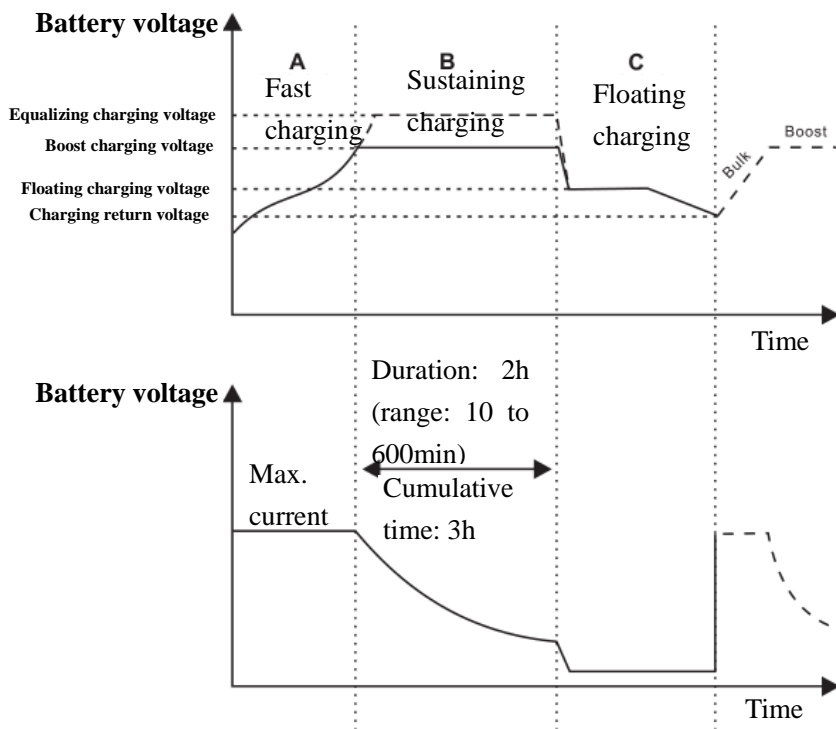 Battery voltage
A
B
C
Fast
charging
Sustaining
charging
Floating
charging
Equalizing charging voltage
Boost charging voltage
Floating charging voltage
Charging return voltage
Bulk
Boost
Time
Battery voltage
Duration: 2h
(range: 10 to
600min)
Max.
current
Cumulative
time: 3h
Time